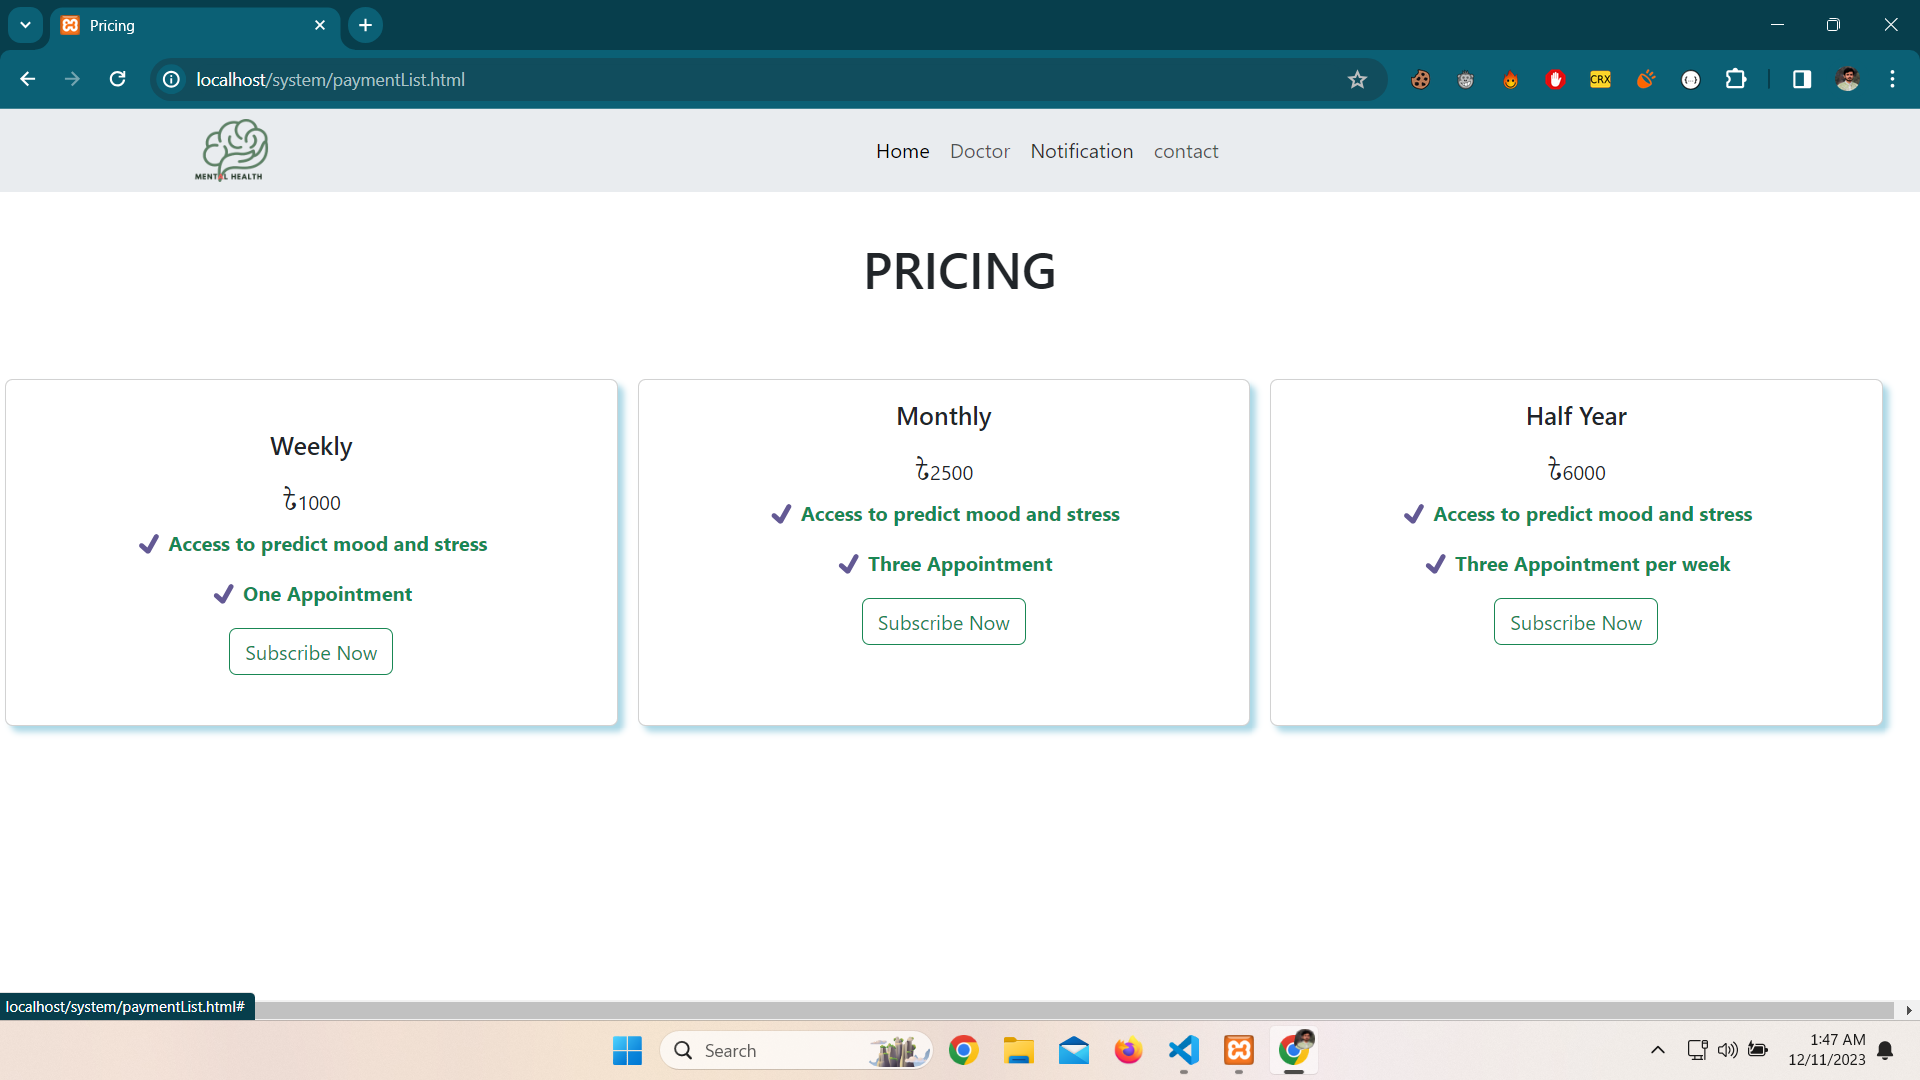 Pricing
localhost/system/paymentList.html
CRX
MENTAL HEALTH
Home Doctor Notification contact
PRICING
Weekly
৳1000
Access to predict mood and stress
One Appointment
Subscribe Now
Monthly
৳2500
Access to predict mood and stress
Three Appointment
Subscribe Now
Half Year
৳6000
Access to predict mood and stress
Three Appointment per week
Subscribe Now
localhost/system/paymentList.html#
Search
1:47 AM
12/11/2023